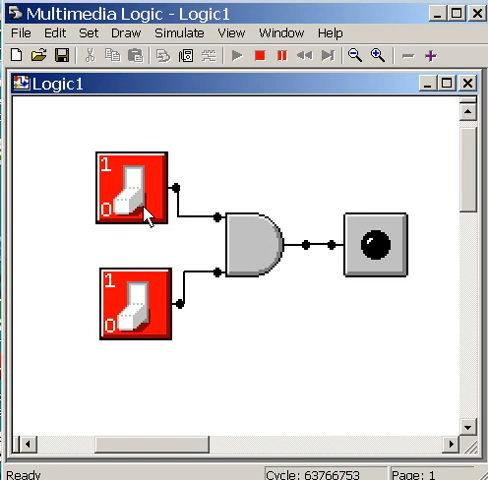 Multimedia Logic - Logic1
File Edit Set Draw Simulate View Window Help
Logic1
1
0
1
0
Ready Cycle: 63766753 Page: 1